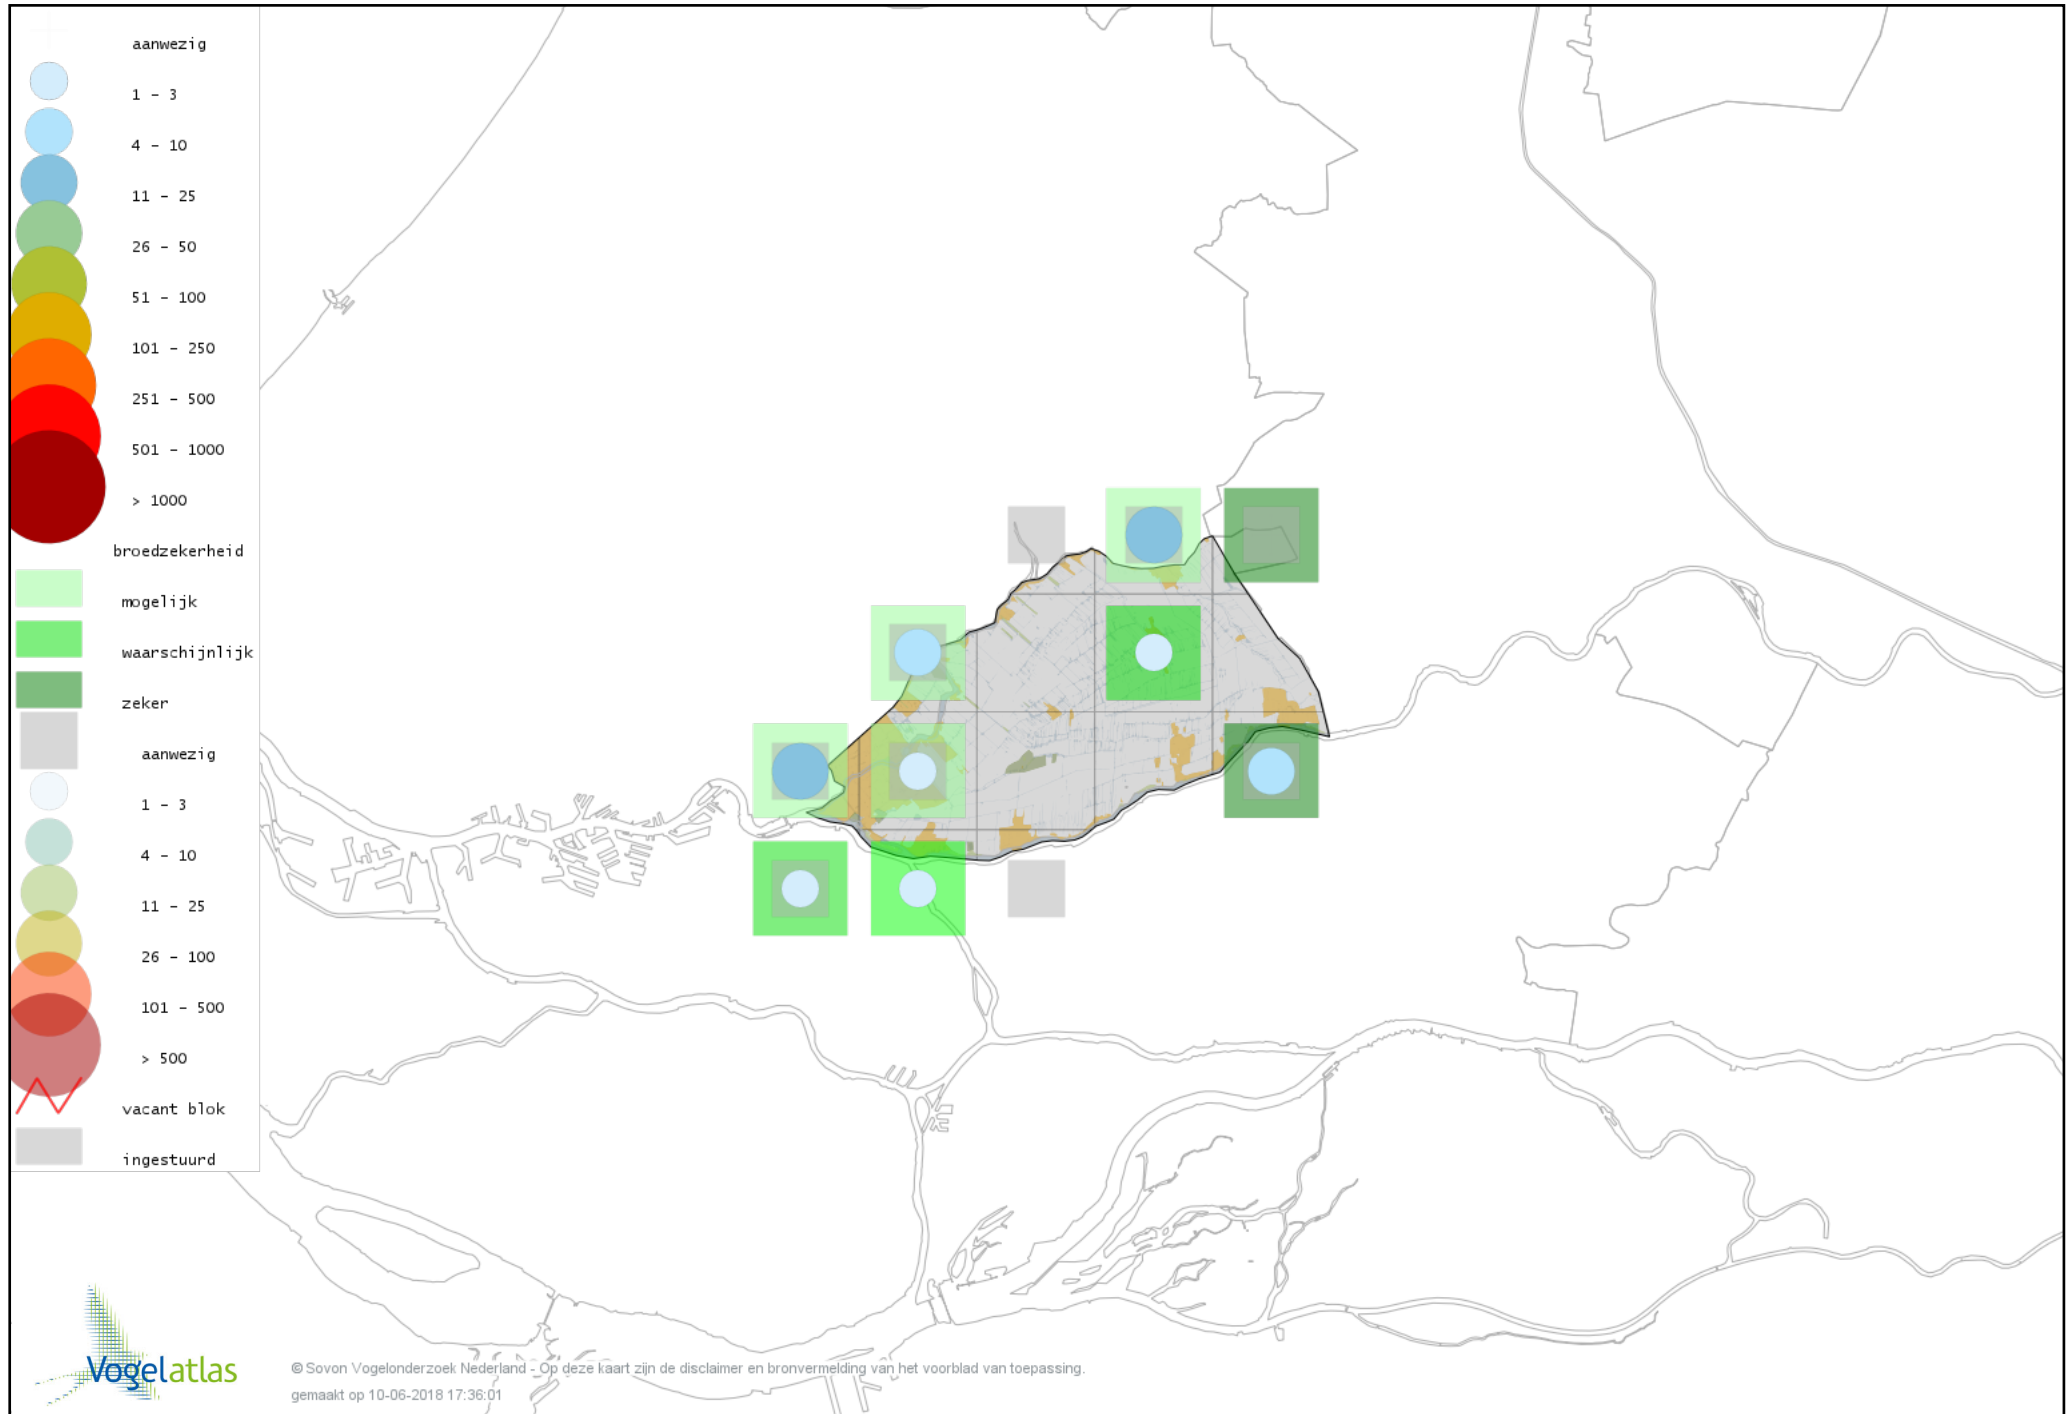 aanwezig
1 - 3
4 - 10
11 - 25
26 - 50
51 - 100
101 - 250
251 - 500
501 - 1000
> 1000
broedzekerheid
mogelijk
waarschijnlijk
zeker
aanwezig
1 - 3
4 - 10
11 - 25
26 - 100
101 - 500
> 500
vacant blok
ingestuurd
Vogelatlas
© Sovon Vogelonderzoek Nederland - Op deze kaart zijn de disclaimer en bronvermelding van het voorblad van toepassing.
gemaakt op 10-06-2018 17:36:01